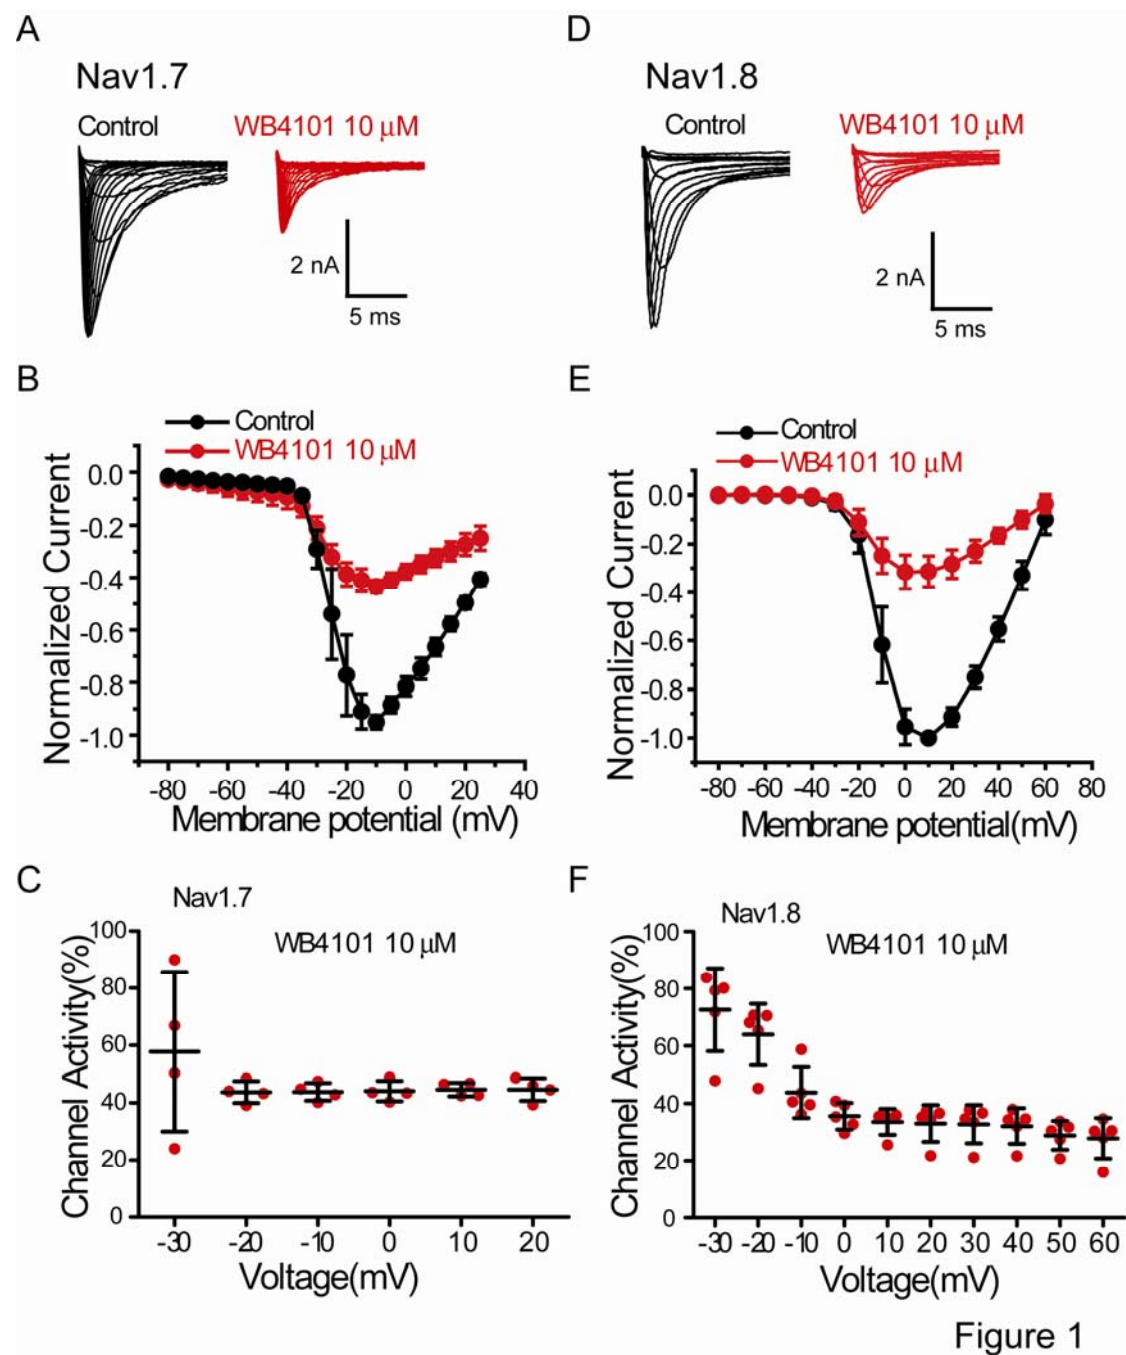 A
Nav1.7
Control
WB4101 10 μM
2 nA
5 ms
D
Nav1.8
Control
WB4101 10 μM
2 nA
5 ms
B
Control
WB4101 10 μM
0.0
-0.2
-0.4
-0.6
-0.8
-1.0
Normalized Current
-80 -60 -40 -20 0 20 40
Membrane potential (mV)
E
Control
WB4101 10 μM
0.0
-0.2
-0.4
-0.6
-0.8
-1.0
Normalized Current
-80 -60 -40 -20 0 20 40 60 80
Membrane potential(mV)
C
Nav1.7
WB4101 10 μM
100
80
60
40
20
0
Channel Activity(%)
-30 -20 -10 0 10 20
Voltage(mV)
F
Nav1.8
WB4101 10 μM
100
80
60
40
20
0
Channel Activity(%)
-30 -20 -10 0 10 20 30 40 50 60
Voltage(mV)
Figure 1